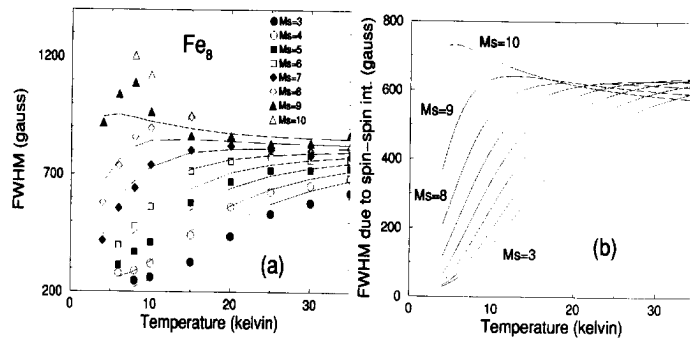 Fe8
Ms=3
Ms=4
Ms=5
Ms=6
Ms=7
Ms=8
Ms=9
Ms=10
1200
700
200
FWHM (gauss)
(a)
0 10 20 30
Temperature (kelvin)
800
600
400
200
0
FWHM due to spin-spin int. (gauss)
Ms=10
Ms=9
Ms=8
Ms=3
(b)
0 10 20 30
Temperature (kelvin)